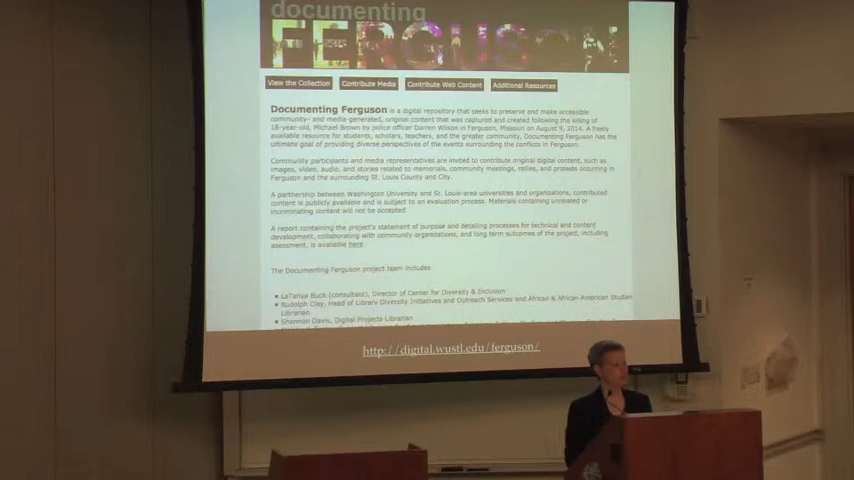 documenting
FERGUSON
View the Collection Contribute Media Contribute Web Content Additional Resources
Documenting Ferguson is a digital repository that seeks to preserve and make accessible
community- and media-generated, original content that was captured and created following the killing of
18-year-old, Michael Brown by police officer Darren Wilson in Ferguson, Missouri on August 9, 2014. A freely
available resource for students, scholars, teachers, and the greater community, Documenting Ferguson has the
ultimate goal of providing diverse perspectives of the events surrounding the conflicts in Ferguson.
Community participants and media representatives are invited to contribute original digital content, such as
images, video, audio, and stories related to memorials, community meetings, rallies, and protests occurring in
Ferguson and the surrounding St. Louis County and City.
A partnership between Washington University and St. Louis-area universities and organizations, contributed
content is publicly available and is subject to an evaluation process. Materials containing unrelated or
incriminating content will not be accepted.
A report containing the project's statement of purpose and detailing processes for technical and content
development, collaborating with community organizations, and long term outcomes of the project, including
assessment, is available here.
The Documenting Ferguson project team includes
LaTanya Buck (consultant), Director of Center for Diversity & Inclusion
Rudolph Clay, Head of Library Diversity Initiatives and Outreach Services and African & African-American Studies
Librarian
Shannon Davis, Digital Projects Librarian
http://digital.wustl.edu/ferguson/